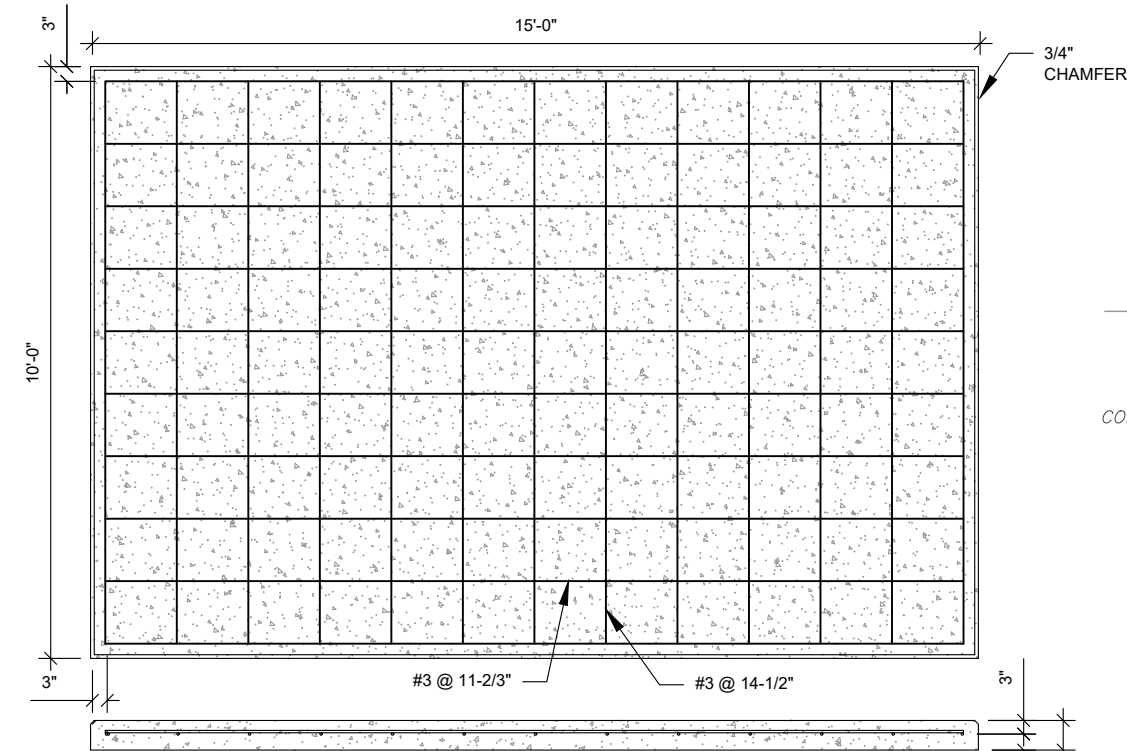 3"
15'-0"
3/4"
CHAMFER
10'-0"
3"
#3 @ 11-2/3"
#3 @ 14-1/2"
3"